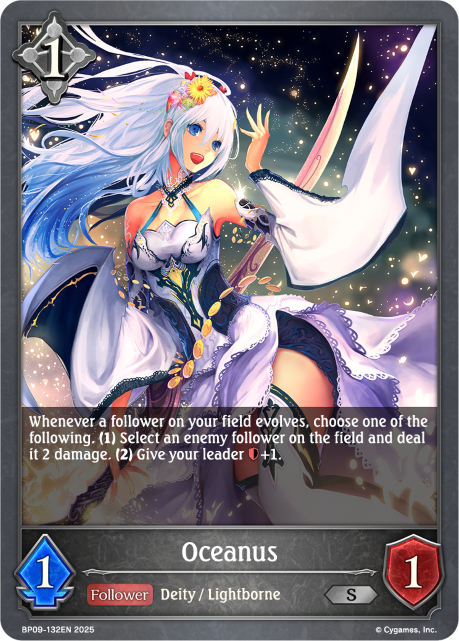 1
Whenever a follower on your field evolves, choose one of the
following. (1) Select an enemy follower on the field and deal
it 2 damage. (2) Give your leader +1.
Oceanus
1
Follower Deity / Lightborne
S
1
BP09-132EN 2025
© Cygames, Inc.